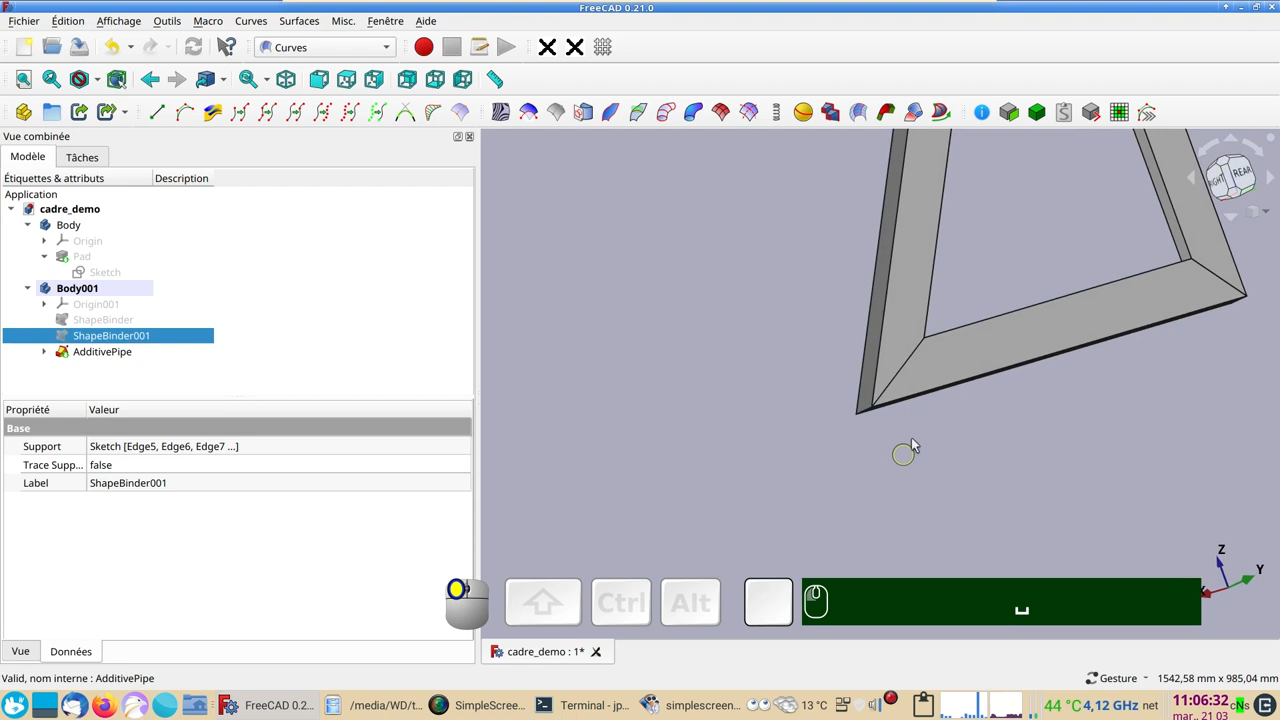 FreeCAD 0.21.0
Fichier Édition Affichage Outils Macro Curves Surfaces Misc. Fenêtre Aide
Curves
Vue combinée
Modèle Tâches
Étiquettes & attributs Description
Application
cadre_demo
Body
Origin
Pad
Sketch
Body001
Origin001
ShapeBinder
ShapeBinder001
AdditivePipe
Propriété Valeur
Base
Support Sketch [Edge5, Edge6, Edge7 ...]
Trace Supp... false
Label ShapeBinder001
Vue Données
RIGHT REAR
Z
Y
Ctrl Alt
cadre_demo : 1*
Valid, nom interne : AdditivePipe
Gesture 1542,58 mm x 985,04 mm
FreeCAD 0.2... /media/WD/t... SimpleScree... Terminal - jp... simplescreen... 13 °C 44 °C 4,12 GHz net 11:06:32
mar., 21 03